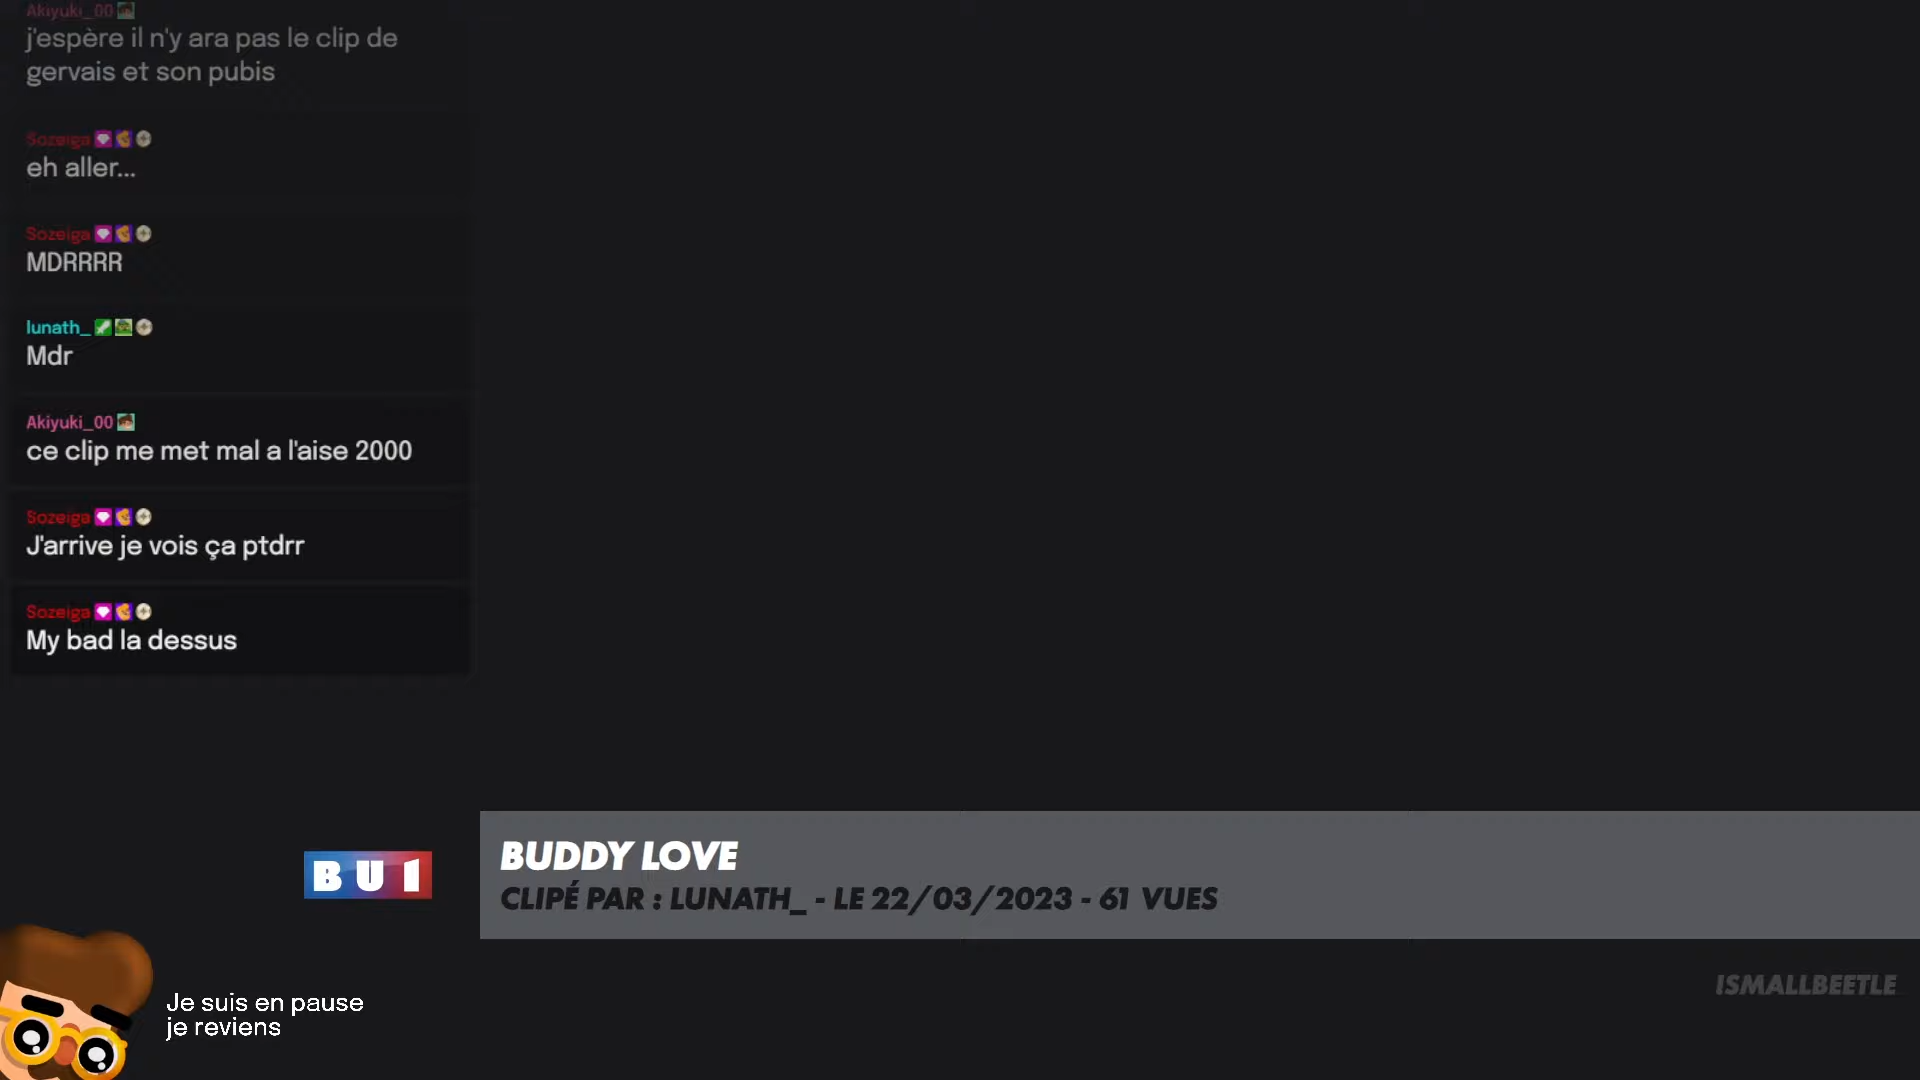 Akiyuki_00
j'espère il n'y ara pas le clip de
gervais et son pubis
Sozeiga
eh aller...
Sozeiga
MDRRRR
lunath_
Mdr
Akiyuki_00
ce clip me met mal a l'aise 2000
Sozeiga
J'arrive je vois ça ptdrr
Sozeiga
My bad la dessus
BU1
BUDDY LOVE
CLIPÉ PAR : LUNATH_ - LE 22/03/2023 - 61 VUES
Je suis en pause
je reviens
ISMALLBEETLE